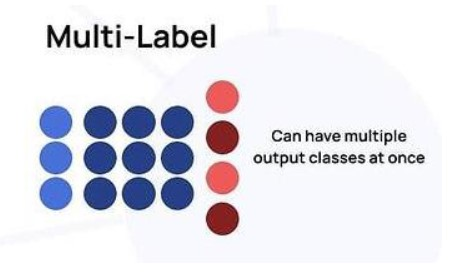 Multi-Label
Can have multiple
output classes at once